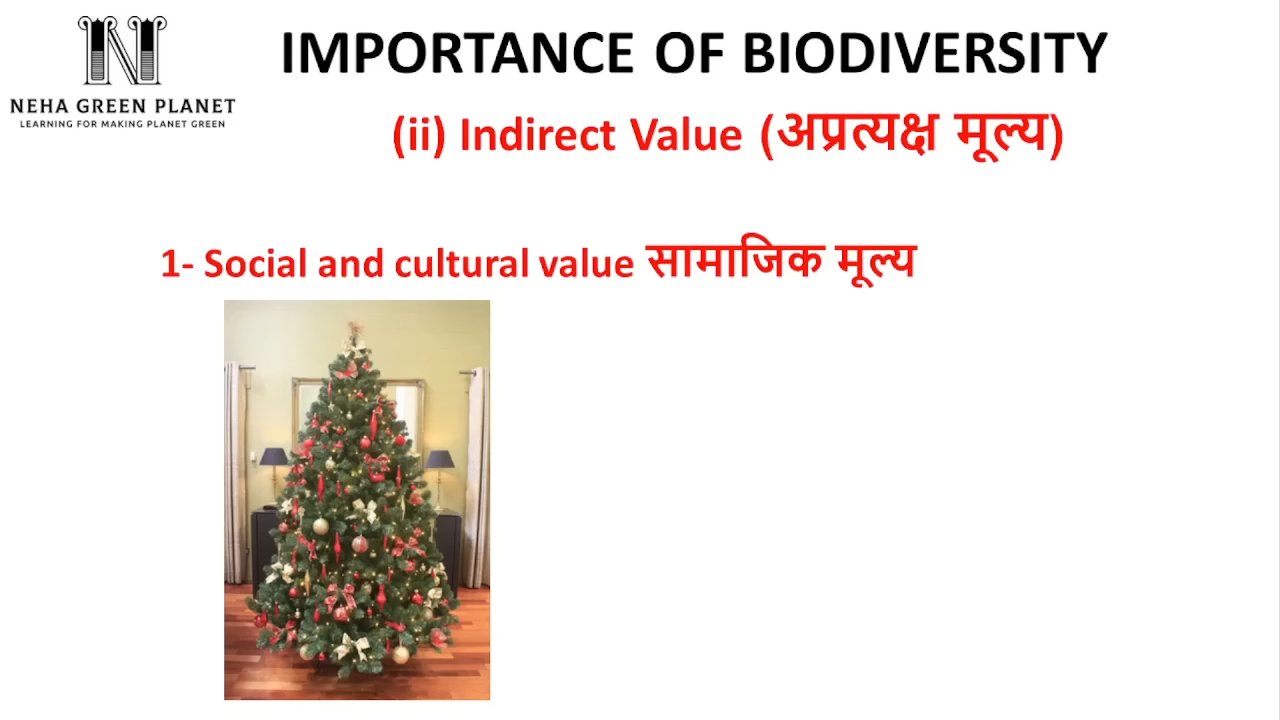 N
NEHA GREEN PLANET
LEARNING FOR MAKING PLANET GREEN
IMPORTANCE OF BIODIVERSITY
(ii) Indirect Value (अप्रत्यक्ष मूल्य)
1- Social and cultural value सामाजिक मूल्य